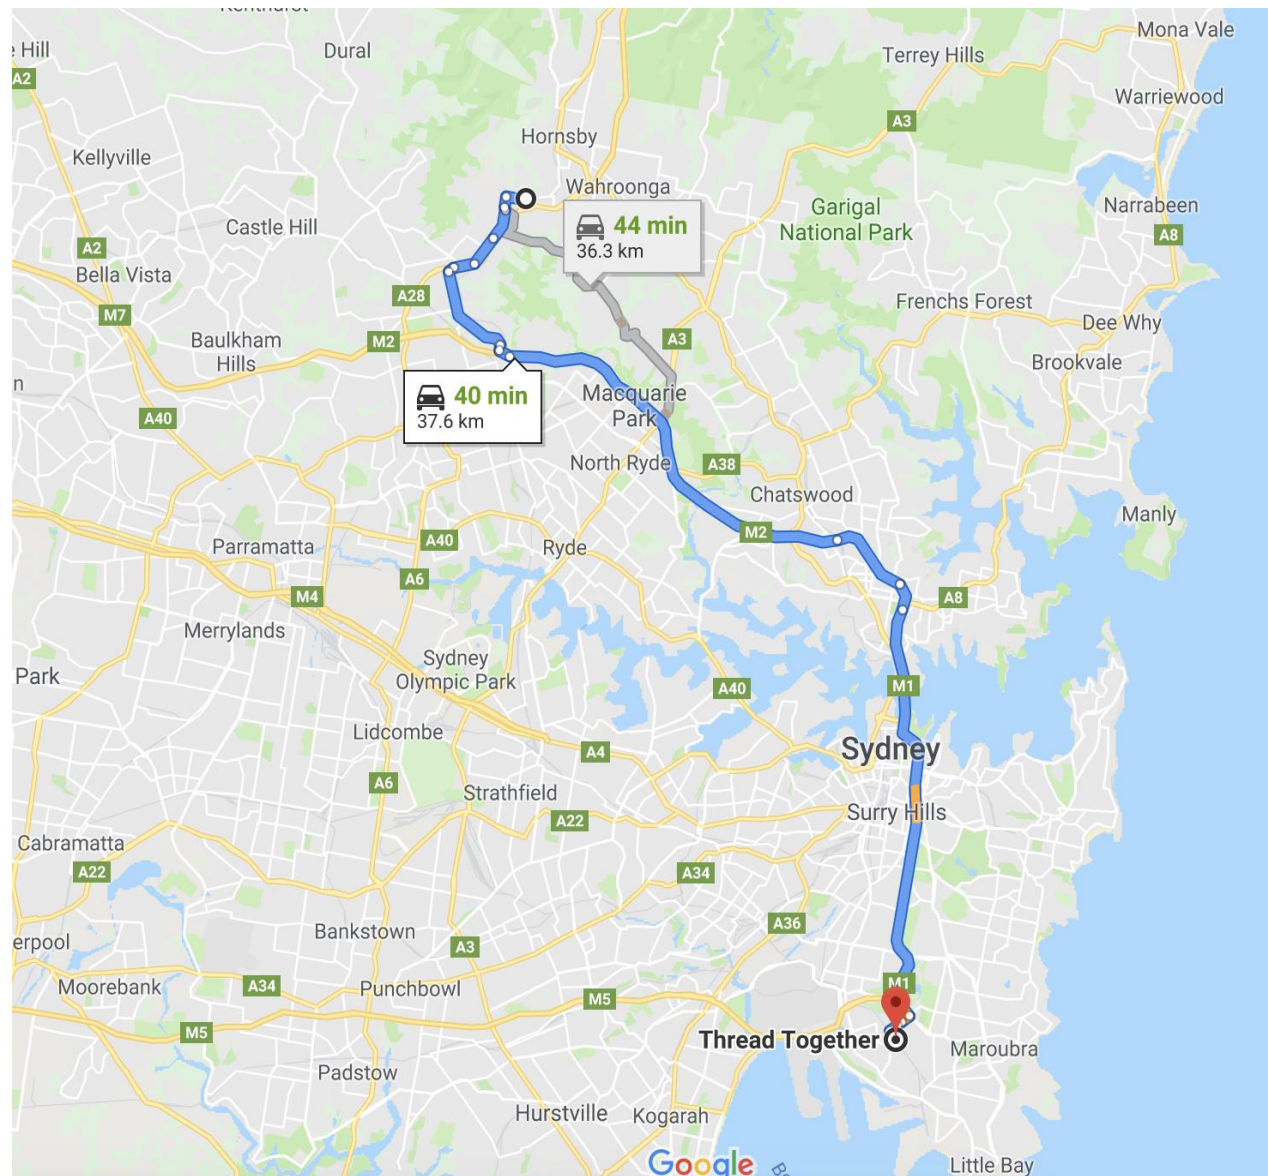 Mona Vale
Hill
Dural
Terrey Hills
A2
Warriewood
A3
Hornsby
Kellyville
Wahroonga
Narrabeen
Garigal
National Park
44 min
36.3 km
Castle Hill
A8
A2
Bella Vista
A28
Frenchs Forest
M7
Dee Why
Baulkham
Hills
M2
A3
Brookvale
n
40 min
37.6 km
Macquarie
Park
A40
North Ryde
A38
Chatswood
Manly
M2
Parramatta
A40
Ryde
A6
M4
A8
Merrylands
Sydney
Olympic Park
Park
M1
A40
Lidcombe
Sydney
A4
A6
Strathfield
Surry Hills
A22
Cabramatta
A22
A34
A36
Bankstown
erpool
A3
Moorebank
A34
Punchbowl
M5
M1
M5
Thread Together
Maroubra
Padstow
Hurstville
Kogarah
Google
Little Bay